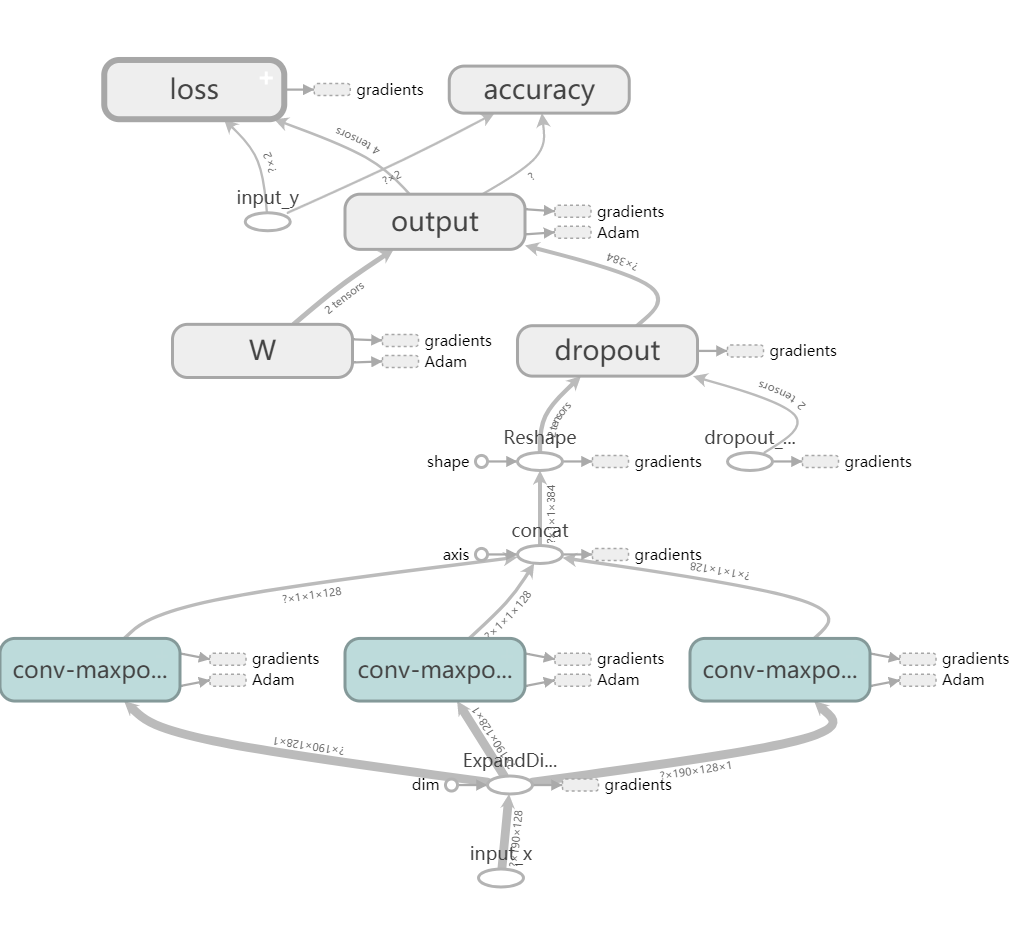 loss
+
gradients
accuracy
4 tensors
?×2
input_y
?×2
?
output
gradients
Adam
2 tensors
?×384
W
gradients
Adam
dropout
gradients
2 tensors
2 tensors
Reshape
shape
gradients
dropout_...
gradients
?×1×1×384
concat
axis
gradients
?×1×1×128
?×1×1×128
?×1×1×128
conv-maxpo...
gradients
Adam
conv-maxpo...
gradients
Adam
conv-maxpo...
gradients
Adam
?×190×128×1
?×190×128×1
?×190×128×1
ExpandDi...
dim
gradients
?×190×128
input_x